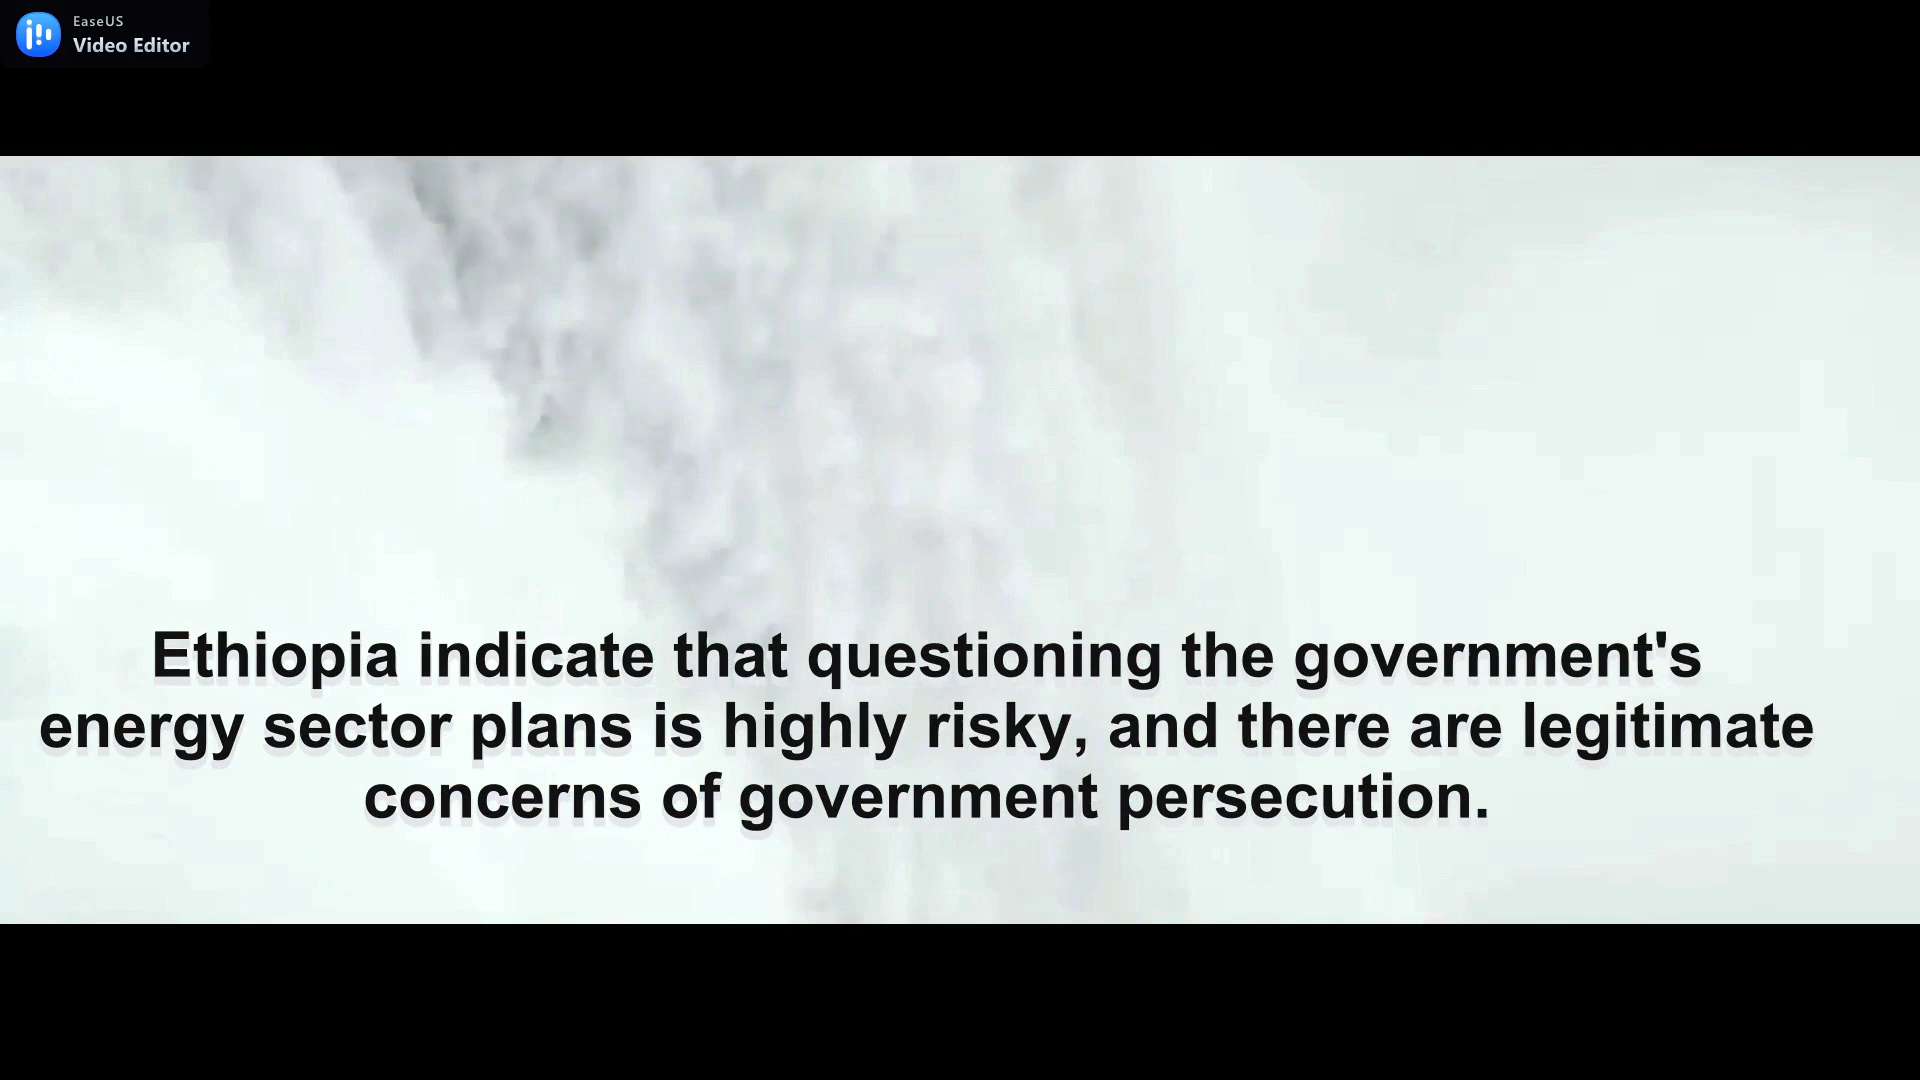 EaseUS
Video Editor
Ethiopia indicate that questioning the government's
energy sector plans is highly risky, and there are legitimate
concerns of government persecution.